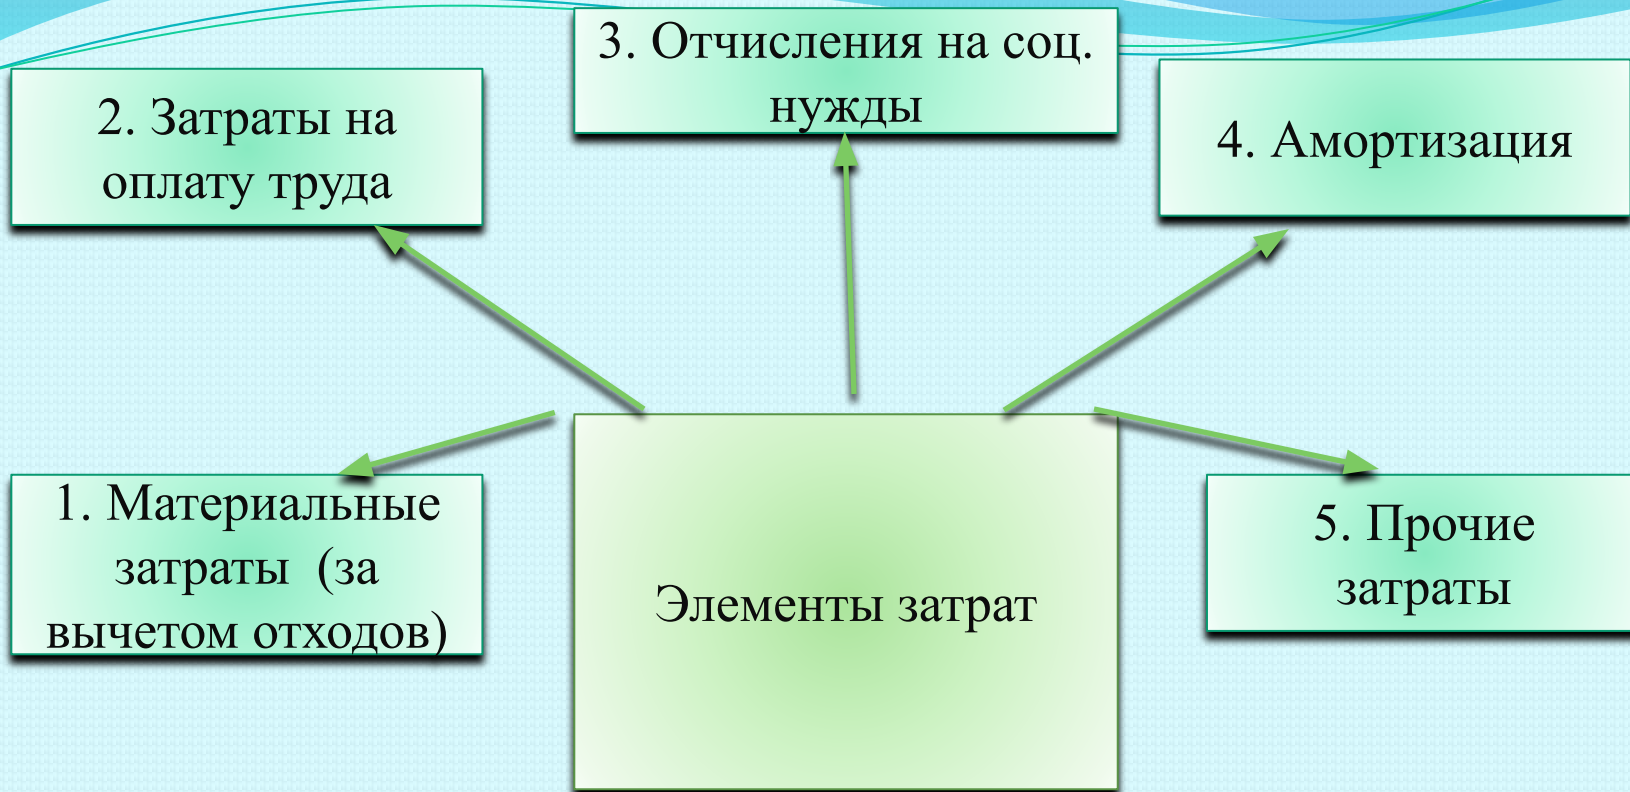 3. Отчисления на соц.
нужды
2. Затраты на
оплату труда
4. Амортизация
1. Материальные
затраты (за
вычетом отходов)
Элементы затрат
5. Прочие
затраты